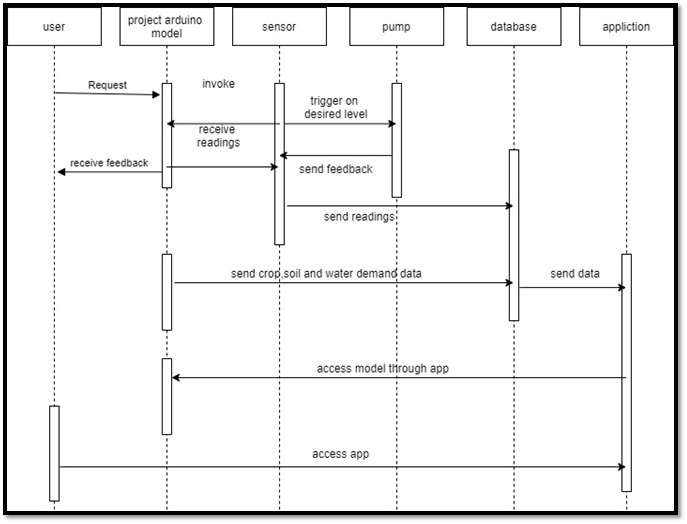 user
project arduino
model
sensor
pump
database
appliction
Request
invoke
trigger on
desired level
receive
readings
receive feedback
send feedback
send readings
send crop,soil and water demand data
send data
access model through app
access app